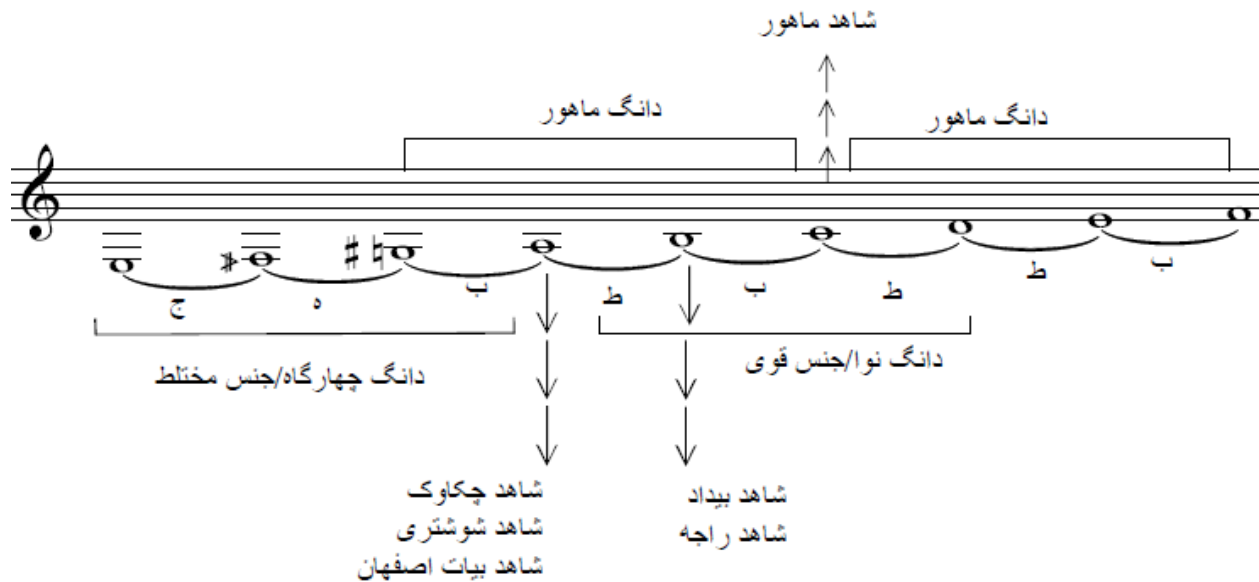 شاهد ماهور
دانگ ماهور
دانگ ماهور
ج
ه
ب
ط
ب
ط
ط
ب
دانگ چهارگاه/جنس مختلط
دانگ نوا/جنس قوی
شاهد چکاوک
شاهد شوشتری
شاهد بیات اصفهان
شاهد بیداد
شاهد راجه